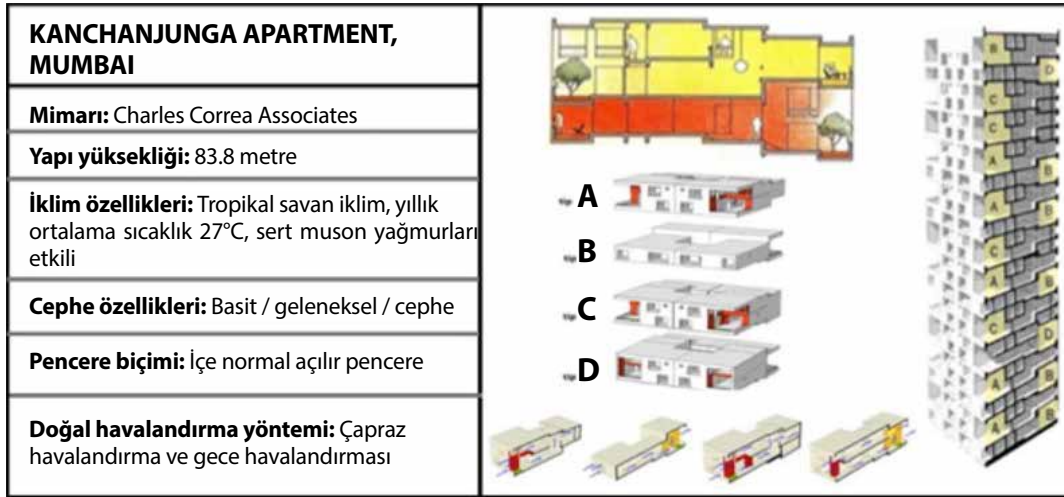 KANCHANJUNGA APARTMENT,
MUMBAI
Mimarı: Charles Correa Associates
Yapı yüksekliği: 83.8 metre
İklim özellikleri: Tropikal savan iklim, yıllık
ortalama sıcaklık 27°C, sert muson yağmurları
etkili
Cephe özellikleri: Basit / geleneksel / cephe
Pencere biçimi: İçe normal açılır pencere
Doğal havalandırma yöntemi: Çapraz
havalandırma ve gece havalandırması
A
B
C
D
B
D
C
C
A
B
A
B
C
A
B
C
D
A
B
A
B